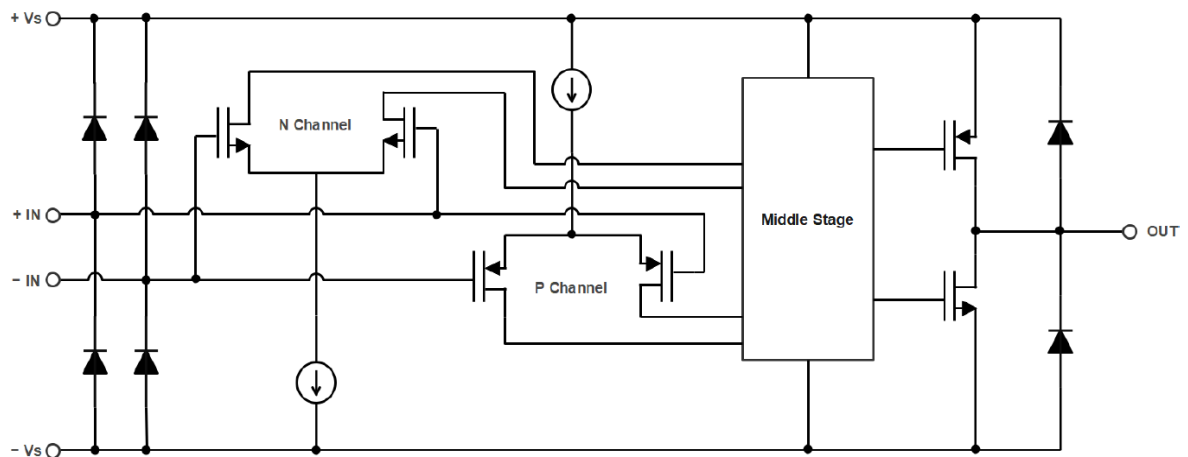 + Vs
N Channel
+ IN
Middle Stage
OUT
− IN
P Channel
− Vs